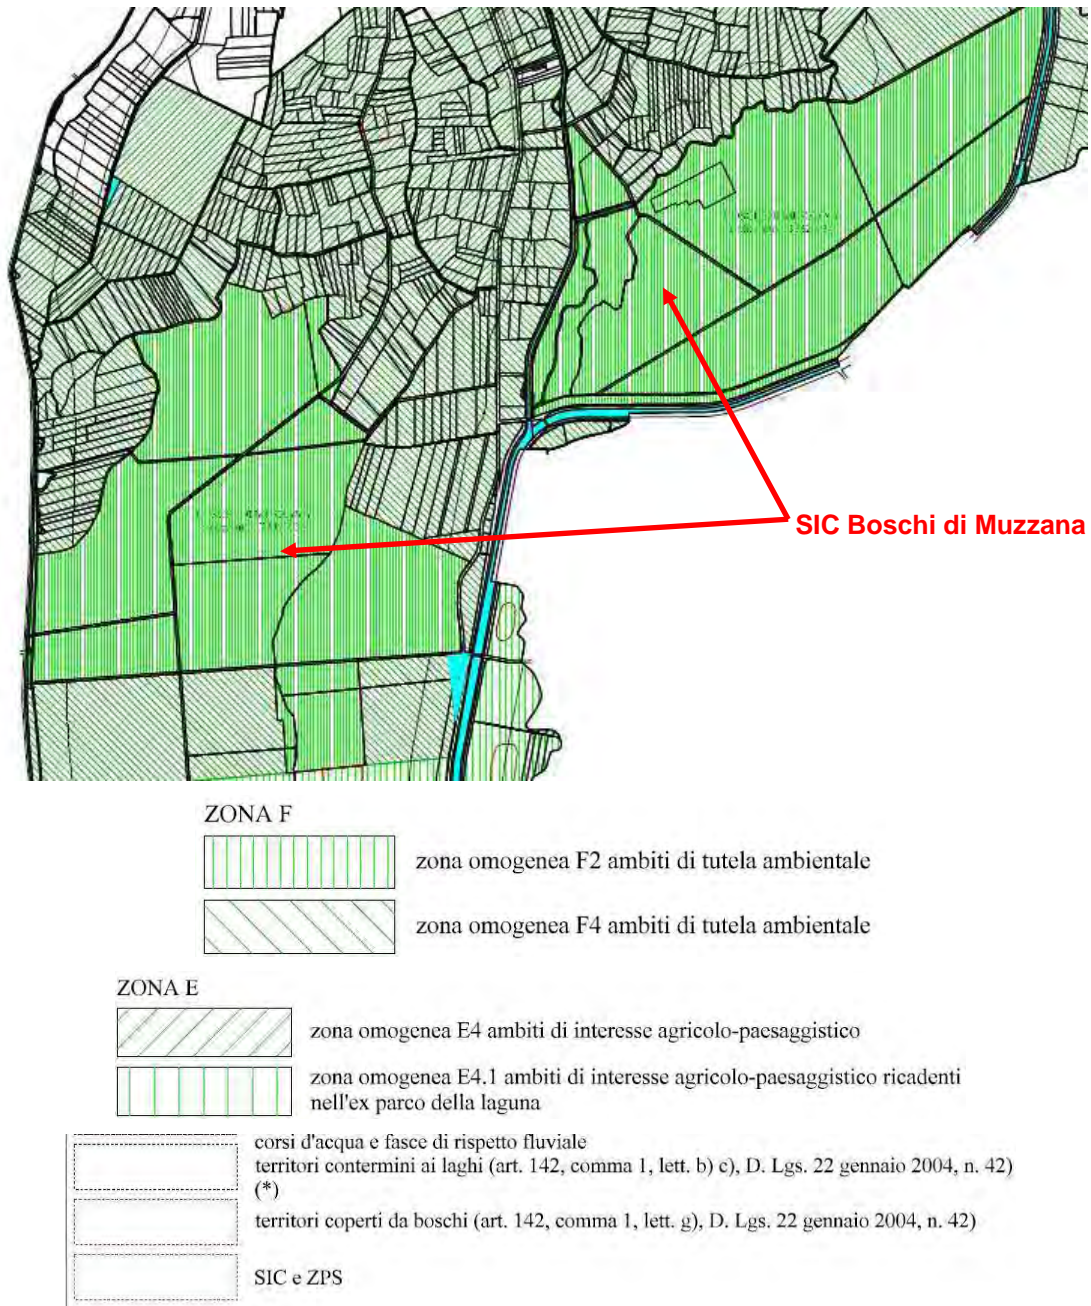 SIC Boschi di Muzzana
ZONA F
zona omogenea F2 ambiti di tutela ambientale
zona omogenea F4 ambiti di tutela ambientale
ZONA E
zona omogenea E4 ambiti di interesse agricolo-paesaggistico
zona omogenea E4.1 ambiti di interesse agricolo-paesaggistico ricadenti
nell'ex parco della laguna
corsi d'acqua e fasce di rispetto fluviale
territori contermini ai laghi (art. 142, comma 1, lett. b) c), D. Lgs. 22 gennaio 2004, n. 42)
(*)
territori coperti da boschi (art. 142, comma 1, lett. g), D. Lgs. 22 gennaio 2004, n. 42)
SIC e ZPS